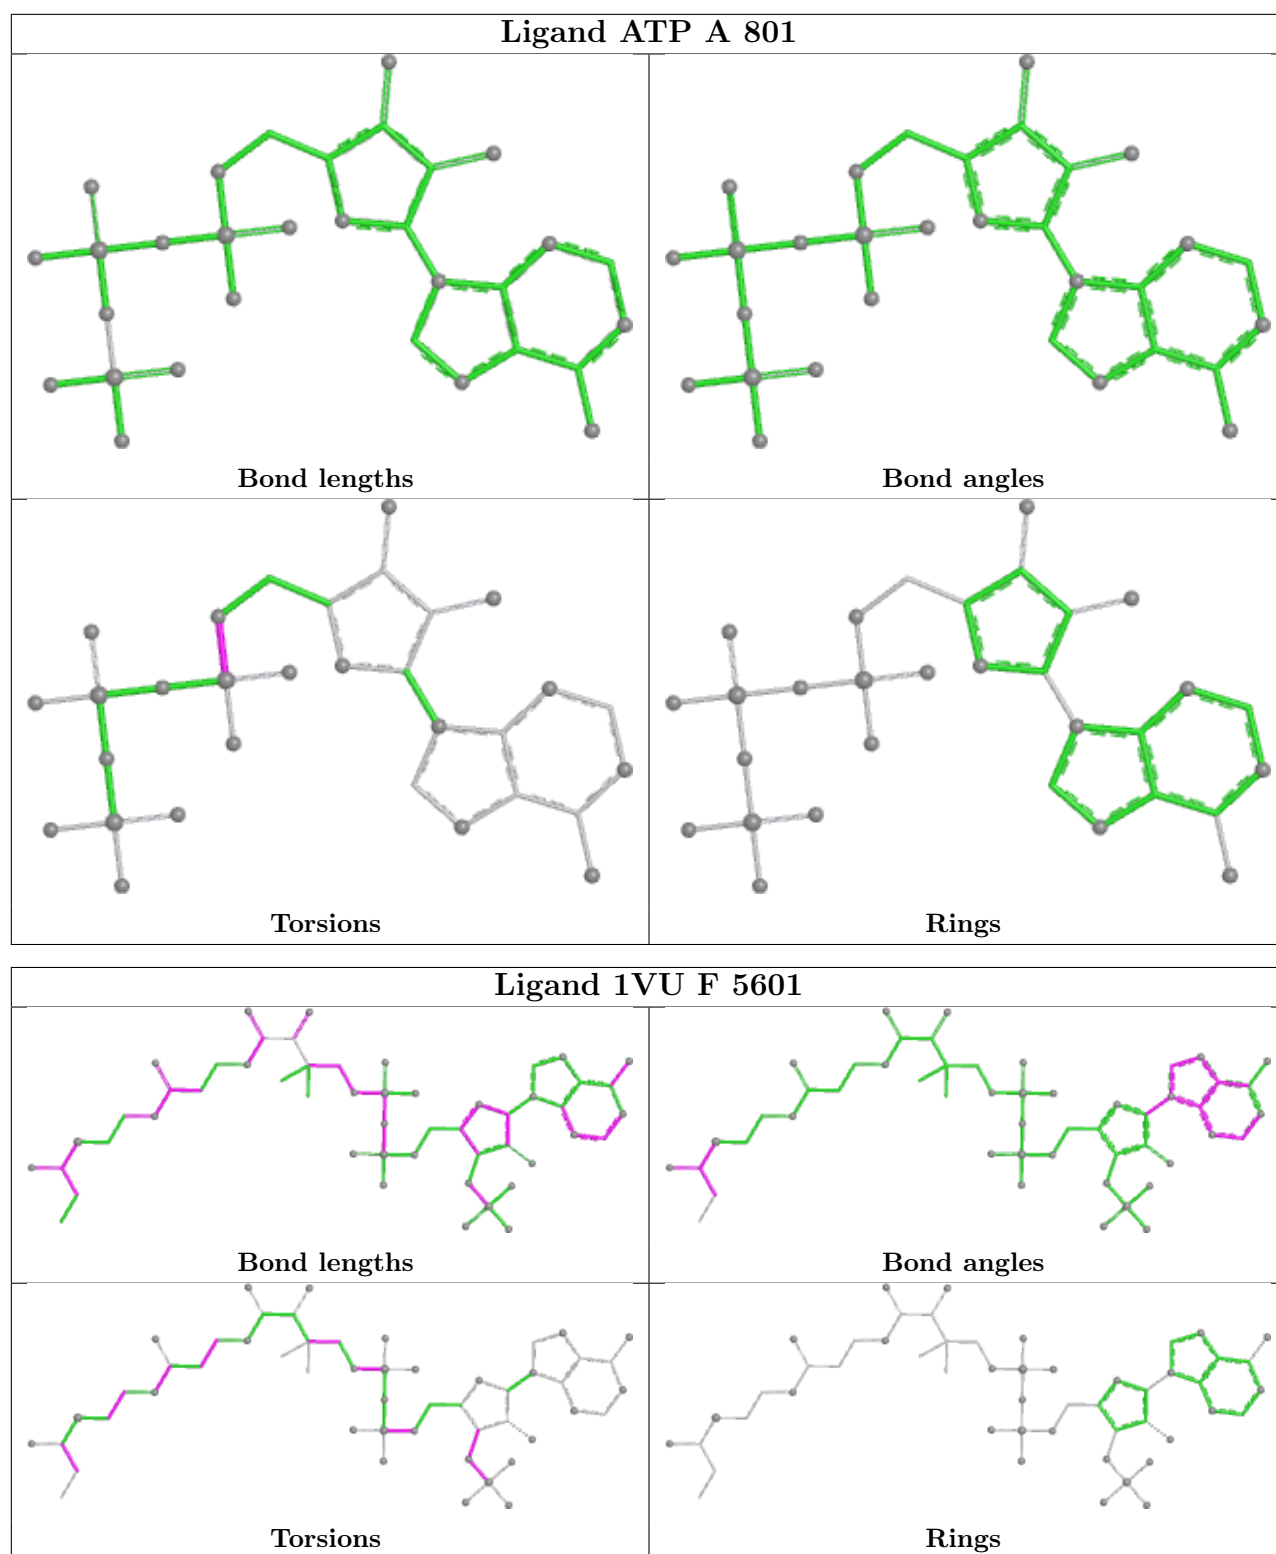 Ligand ATP A 801
Bond lengths
Bond angles
Torsions
Rings
Ligand 1VU F 5601
Bond lengths
Bond angles
Torsions
Rings